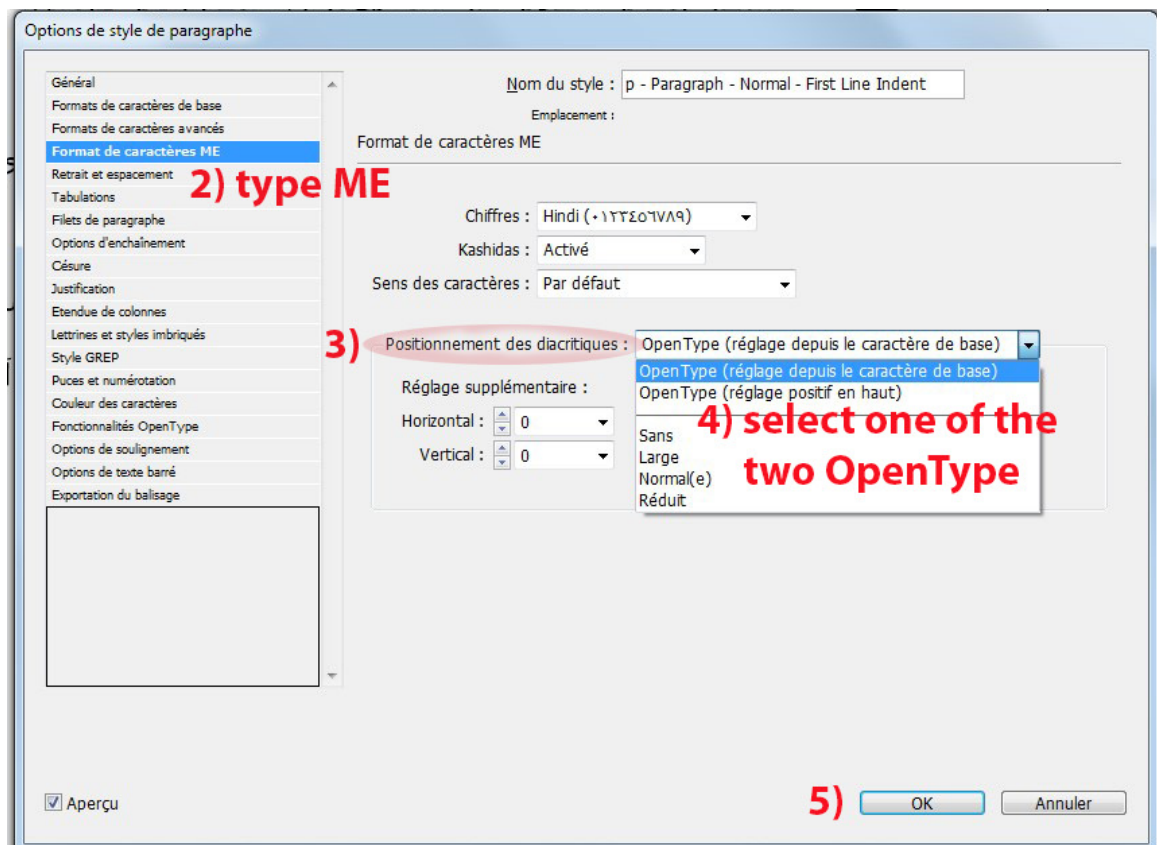 Options de style de paragraphe
Général
Formats de caractères de base
Formats de caractères avancés
Format de caractères ME
Retrait et espacement
Tabulations
Filets de paragraphe
Options d'enchaînement
Césure
Justification
Etendue de colonnes
Lettrines et styles imbriqués
Style GREP
Puces et numérotation
Couleur des caractères
Fonctionnalités OpenType
Options de soulignement
Options de texte barré
Exportation du balisage
2) type ME
Nom du style : p - Paragraph - Normal - First Line Indent
Emplacement :
Format de caractères ME
Chiffres : Hindi (٠١٢٣٤٥٦٧٨٩)
Kashidas : Activé
Sens des caractères : Par défaut
3) Positionnement des diacritiques : OpenType (réglage depuis le caractère de base)
OpenType (réglage depuis le caractère de base)
OpenType (réglage positif en haut)
Sans
Large
Normal(e)
Réduit
4) select one of the
two OpenType
Réglage supplémentaire :
Horizontal : 0
Vertical : 0
Aperçu
5) OK Annuler